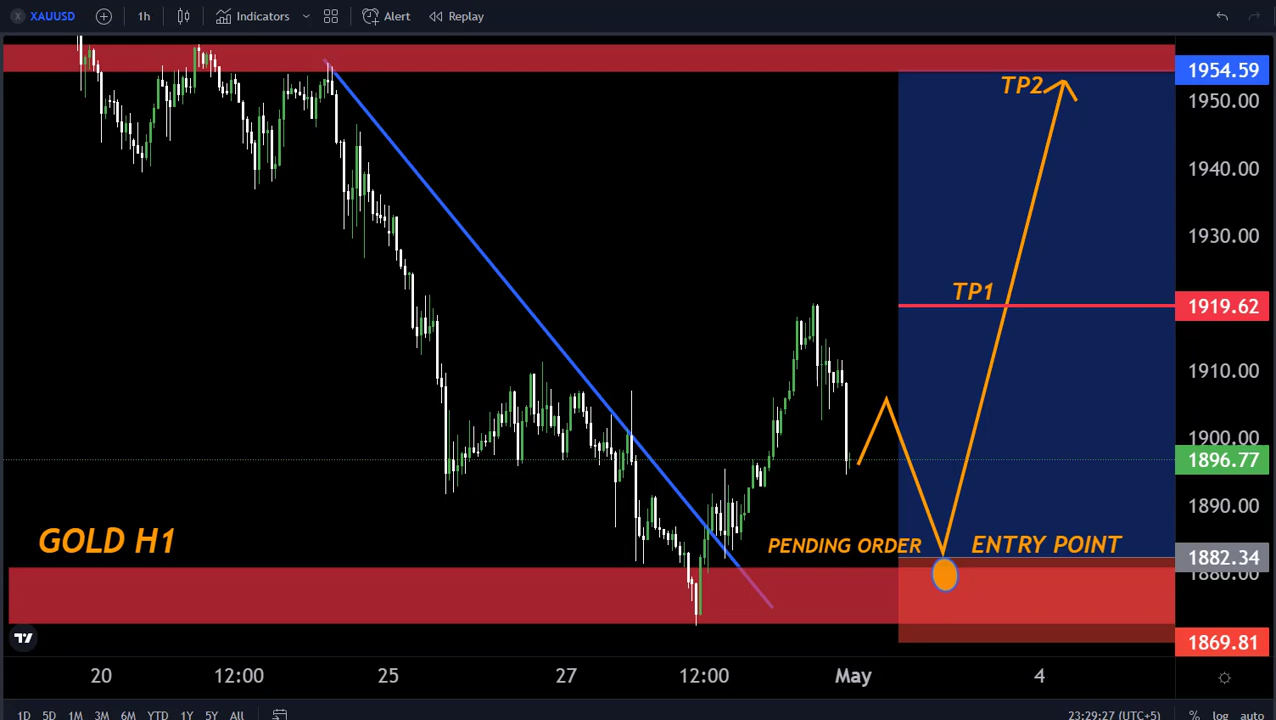 XAUUSD 1h Indicators Alert Replay
1954.59
TP2
1950.00
1940.00
1930.00
TP1
1919.62
1910.00
1900.00
1896.77
1890.00
GOLD H1
PENDING ORDER ENTRY POINT
1882.34
1880.00
1869.81
20 12:00 25 27 12:00 May 4
1D 5D 1M 3M 6M YTD 1Y 5Y All 23:29:27 (UTC+5) % log auto